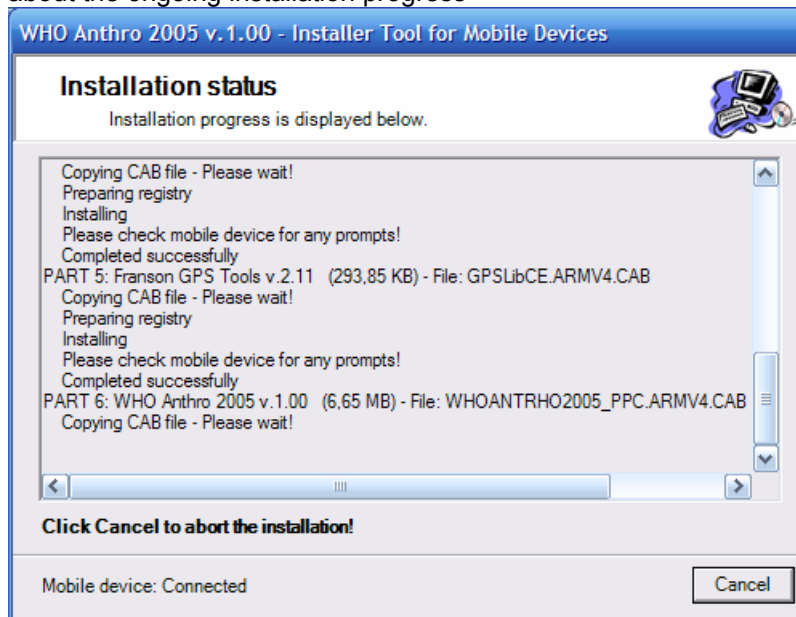 about the ongoing installation progress
WHO Anthro 2005 v.1.00 - Installer Tool for Mobile Devices
Installation status
Installation progress is displayed below.
Copying CAB file - Please wait!
Preparing registry
Installing
Please check mobile device for any prompts!
Completed successfully
PART 5: Franson GPS Tools v.2.11 (293,85 KB) - File: GPSLibCE.ARMV4.CAB
Copying CAB file - Please wait!
Preparing registry
Installing
Please check mobile device for any prompts!
Completed successfully
PART 6: WHO Anthro 2005 v.1.00 (6,65 MB) - File: WHOANTRHO2005_PPC.ARMV4.CAB
Copying CAB file - Please wait!
Click Cancel to abort the installation!
Mobile device: Connected
Cancel